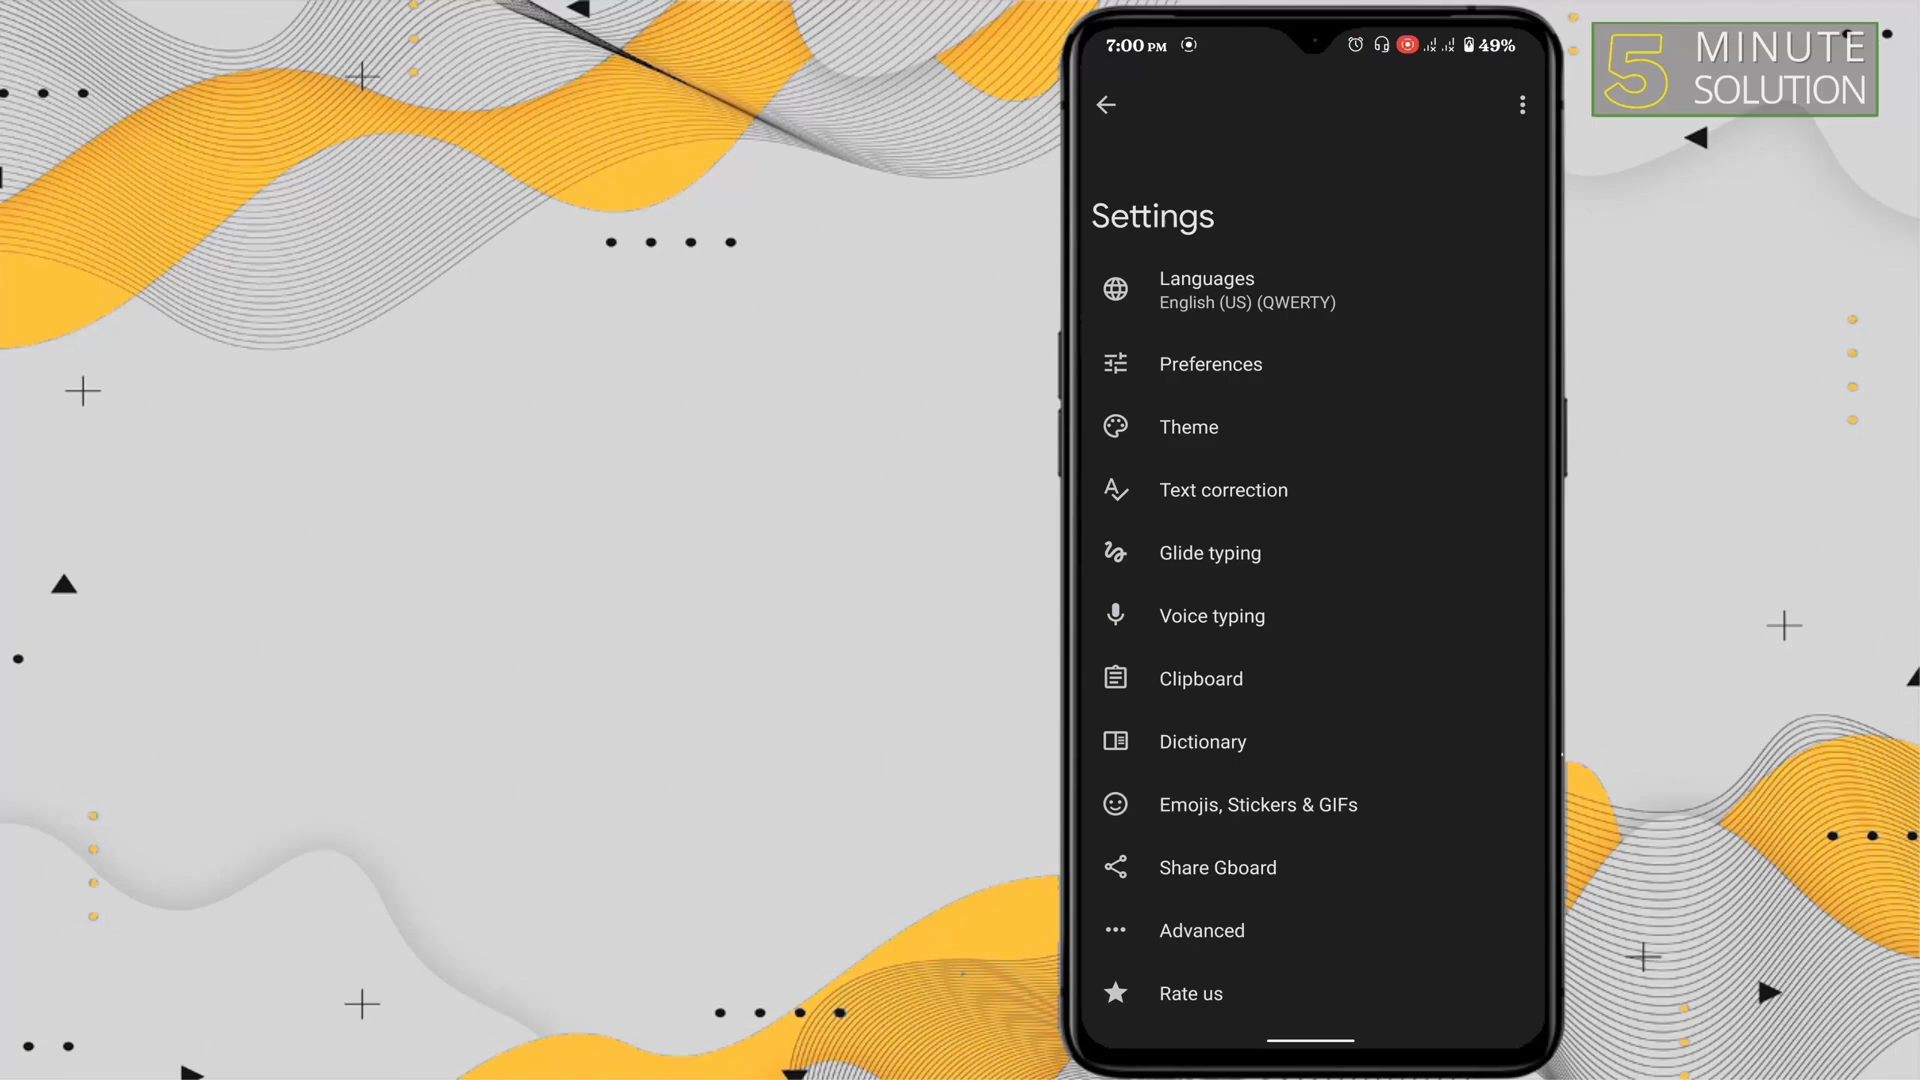 7:00 PM
49%
5 MINUTE
SOLUTION
Settings
Languages
English (US) (QWERTY)
Preferences
Theme
Text correction
Glide typing
Voice typing
Clipboard
Dictionary
Emojis, Stickers & GIFs
Share Gboard
Advanced
Rate us